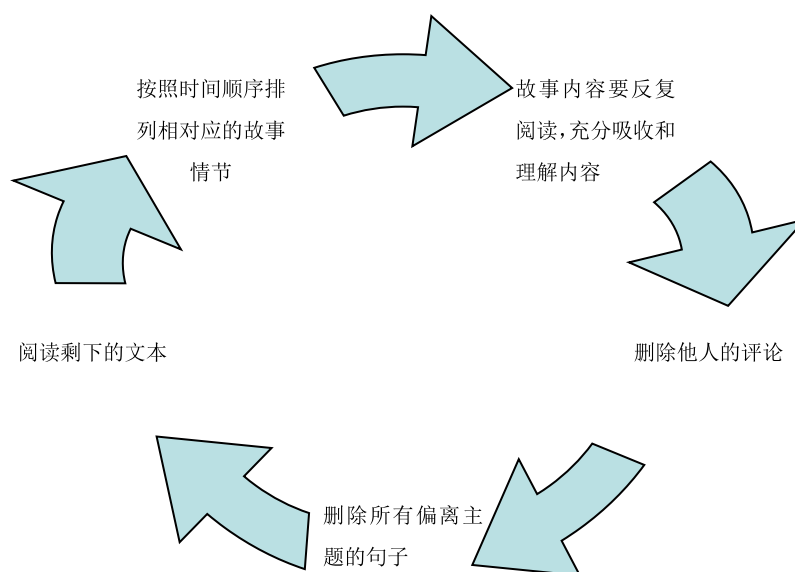 按照时间顺序排
列相对应的故事
情节
故事内容要反复
阅读,充分吸收和
理解内容
删除他人的评论
删除所有偏离主
题的句子
阅读剩下的文本